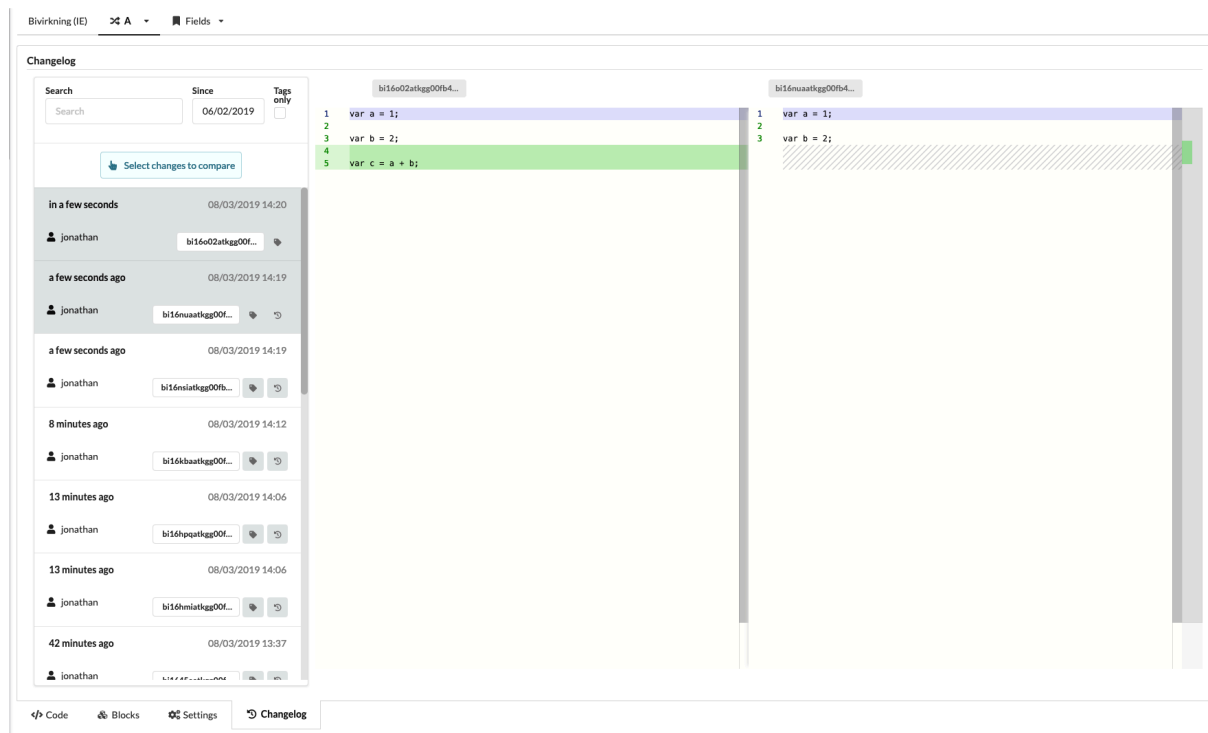 Bivirkning (IE) A Fields
Changelog
Search Since Tags only
Search 06/02/2019
Select changes to compare
in a few seconds 08/03/2019 14:20
jonathan bi16o02atkgg00f...
a few seconds ago 08/03/2019 14:19
jonathan bi16nuaatkgg00f...
a few seconds ago 08/03/2019 14:19
jonathan bi16nsiatkgg00fb...
8 minutes ago 08/03/2019 14:12
jonathan bi16kbaatkgg00f...
13 minutes ago 08/03/2019 14:06
jonathan bi16hpqatkgg00f...
13 minutes ago 08/03/2019 14:06
jonathan bi16hmiatkgg00f...
42 minutes ago 08/03/2019 13:37
jonathan
bi16o02atkgg00fb4...
1 var a = 1;
2
3 var b = 2;
4
5 var c = a + b;
bi16nuaatkgg00fb4...
1 var a = 1;
2
3 var b = 2;
</> Code Blocks Settings Changelog